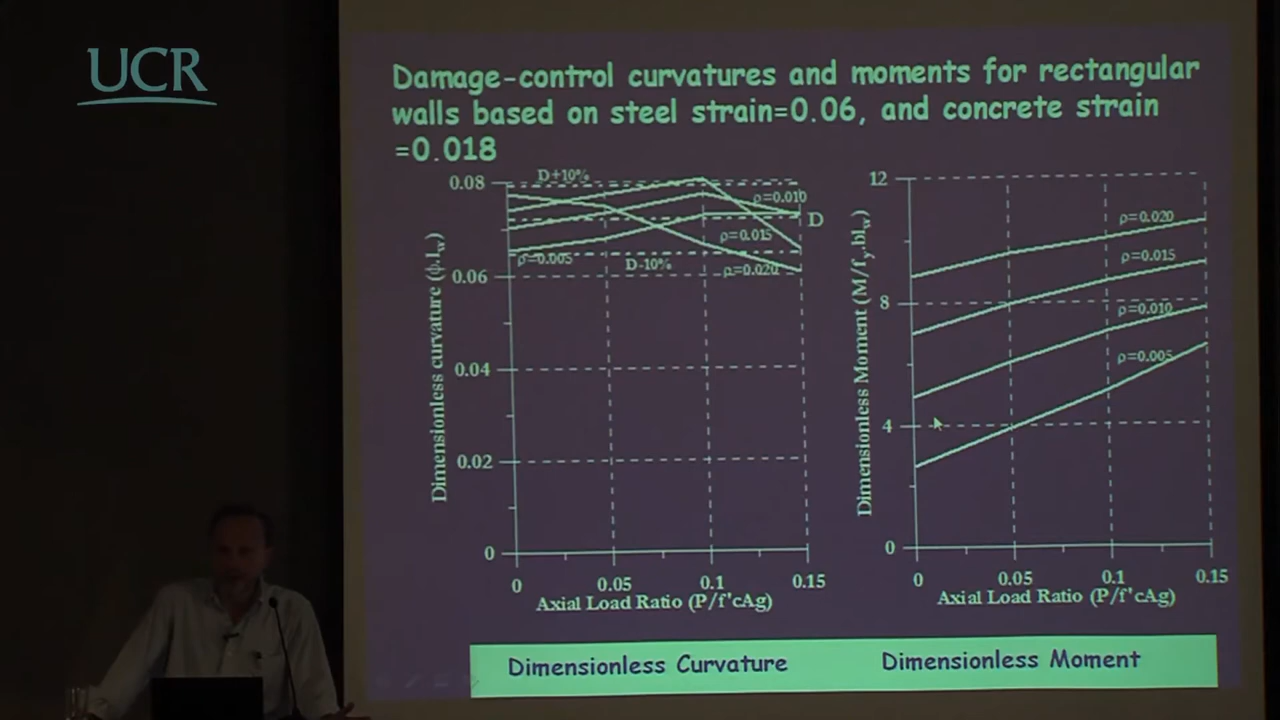 UCR
Damage-control curvatures and moments for rectangular
walls based on steel strain=0.06, and concrete strain
=0.018
D+10%
0.08
ρ=0.010
D
ρ=0.015
ρ=0.005
D-10%
ρ=0.020
0.06
0.04
0.02
0
0
0.05
0.1
0.15
Dimensionless curvature (ϕ.lw)
Axial Load Ratio (P/f'cAg)
12
ρ=0.020
ρ=0.015
8
ρ=0.010
ρ=0.005
4
0
0
0.05
0.1
0.15
Dimensionless Moment (M/fy.blw)
Axial Load Ratio (P/f'cAg)
Dimensionless Curvature
Dimensionless Moment